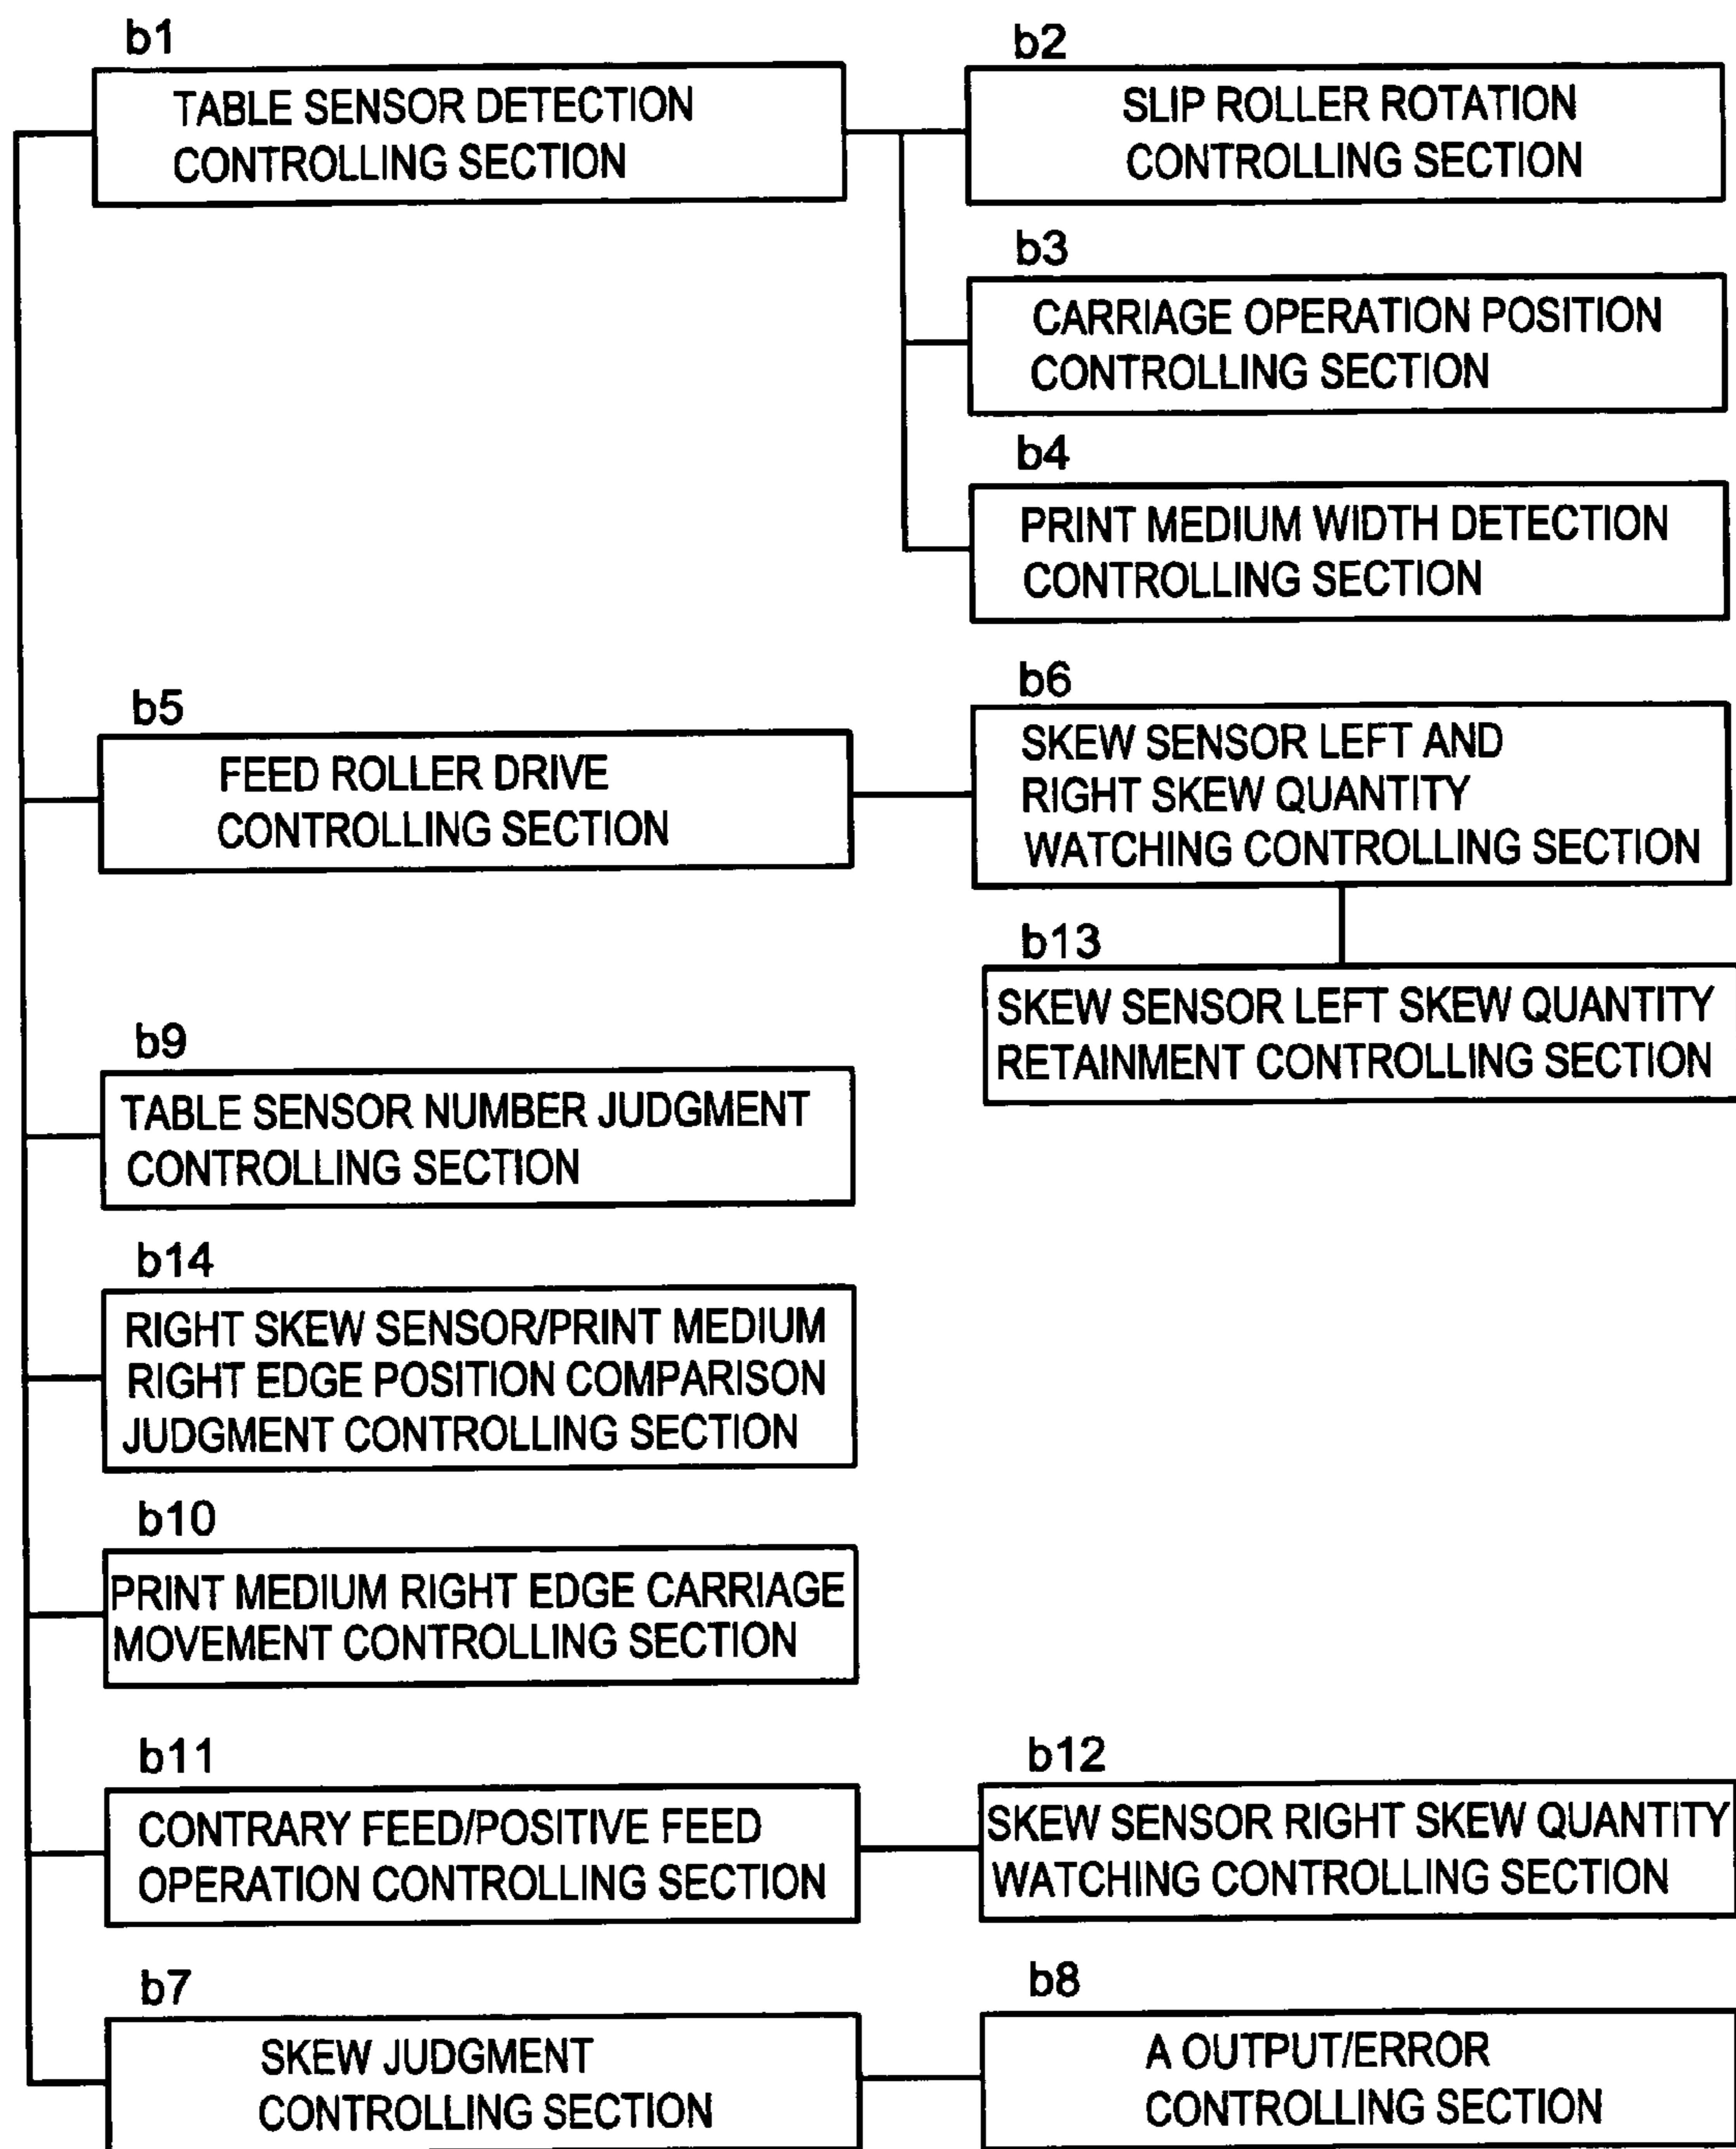 b1
TABLE SENSOR DETECTION
CONTROLLING SECTION
b2
SLIP ROLLER ROTATION
CONTROLLING SECTION
b3
CARRIAGE OPERATION POSITION
CONTROLLING SECTION
b4
PRINT MEDIUM WIDTH DETECTION
CONTROLLING SECTION
b5
FEED ROLLER DRIVE
CONTROLLING SECTION
b6
SKEW SENSOR LEFT AND
RIGHT SKEW QUANTITY
WATCHING CONTROLLING SECTION
b13
SKEW SENSOR LEFT SKEW QUANTITY
RETAINMENT CONTROLLING SECTION
b9
TABLE SENSOR NUMBER JUDGMENT
CONTROLLING SECTION
b14
RIGHT SKEW SENSOR/PRINT MEDIUM
RIGHT EDGE POSITION COMPARISON
JUDGMENT CONTROLLING SECTION
b10
PRINT MEDIUM RIGHT EDGE CARRIAGE
MOVEMENT CONTROLLING SECTION
b11
CONTRARY FEED/POSITIVE FEED
OPERATION CONTROLLING SECTION
b12
SKEW SENSOR RIGHT SKEW QUANTITY
WATCHING CONTROLLING SECTION
b7
SKEW JUDGMENT
CONTROLLING SECTION
b8
A OUTPUT/ERROR
CONTROLLING SECTION